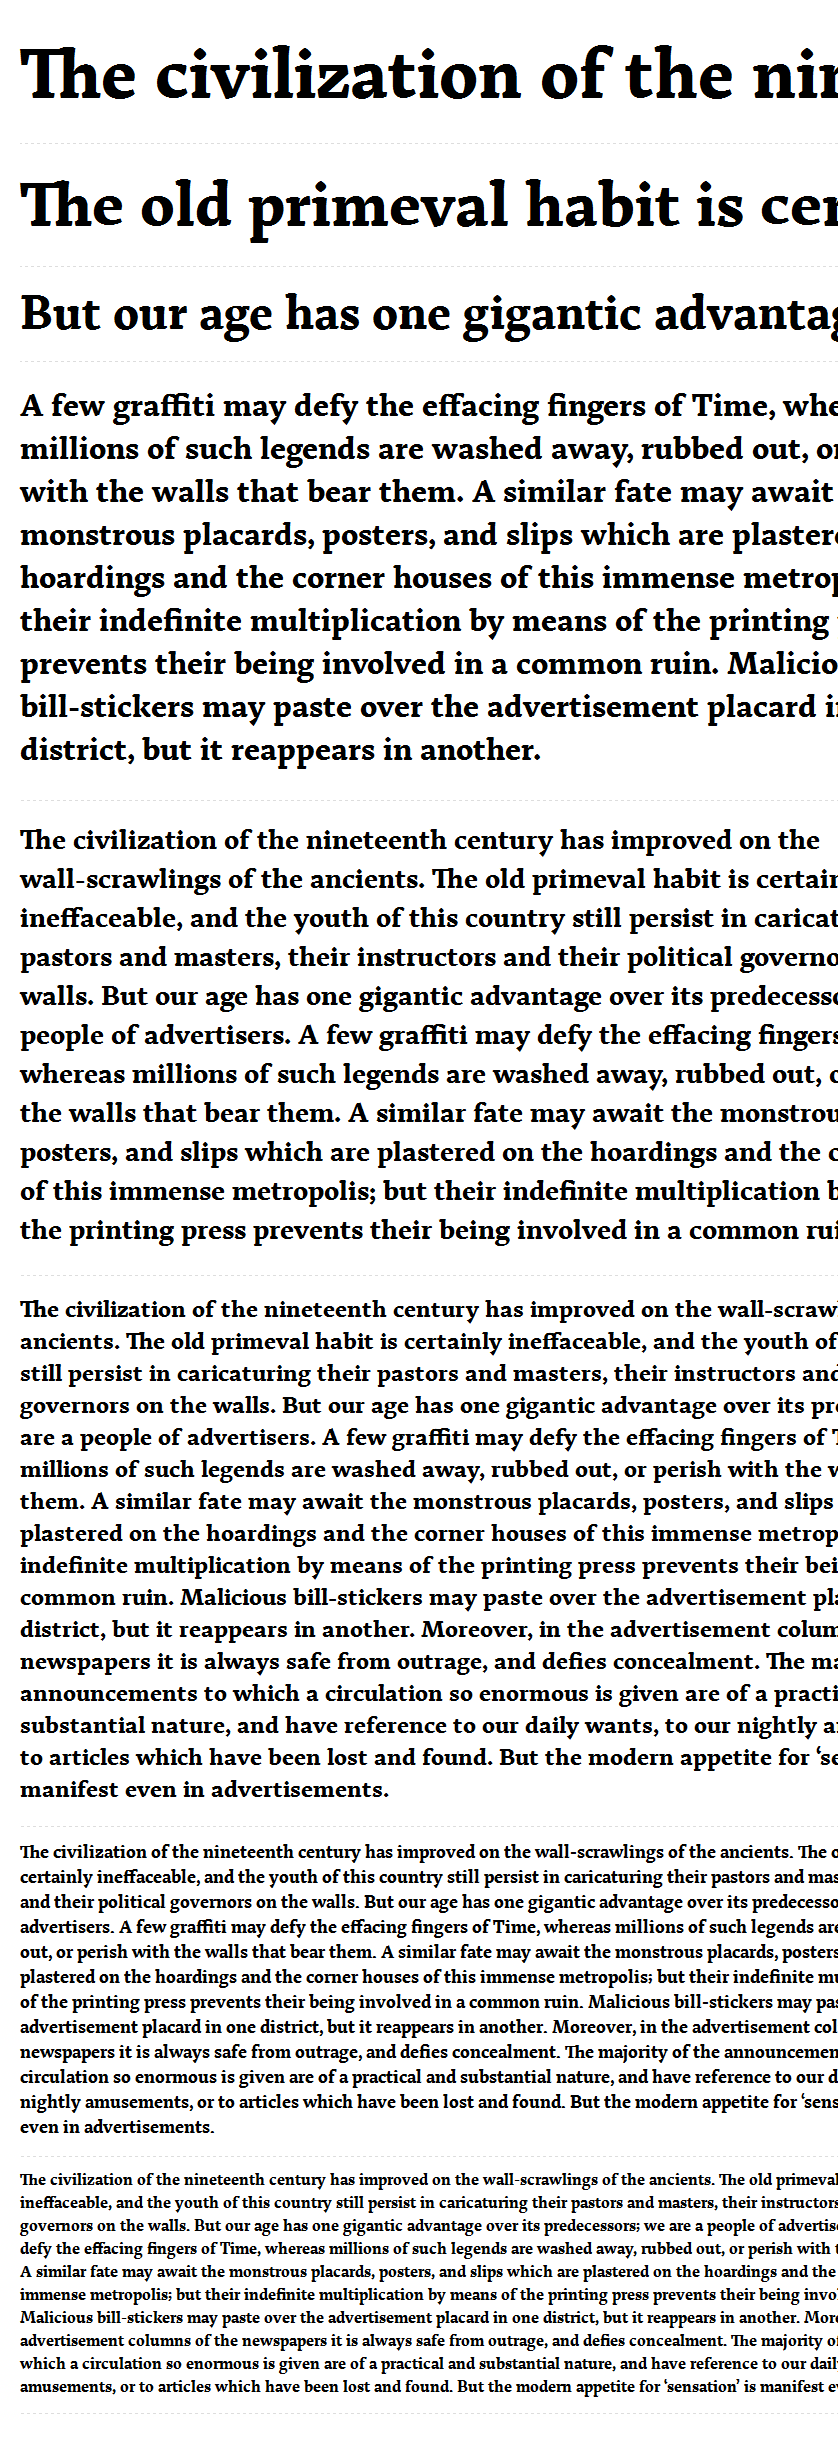 The civilization of the
The old primeval habit is
But our age has one gigantic
A few graffiti may defy the effacing fingers of Time,
millions of such legends are washed away, rubbed out,
with the walls that bear them. A similar fate may await
monstrous placards, posters, and slips which are
hoardings and the corner houses of this immense
their indefinite multiplication by means of the printing
prevents their being involved in a common ruin.
bill-stickers may paste over the advertisement placard
district, but it reappears in another.
The civilization of the nineteenth century has improved on the
wall-scrawlings of the ancients. The old primeval habit is
ineffaceable, and the youth of this country still persist in
pastors and masters, their instructors and their political
walls. But our age has one gigantic advantage over its
people of advertisers. A few graffiti may defy the effacing fingers
whereas millions of such legends are washed away, rubbed out,
the walls that bear them. A similar fate may await the
posters, and slips which are plastered on the hoardings and the
of this immense metropolis; but their indefinite multiplication
the printing press prevents their being involved in a common
The civilization of the nineteenth century has improved on the
ancients. The old primeval habit is certainly ineffaceable, and the youth of
still persist in caricaturing their pastors and masters, their instructors and
governors on the walls. But our age has one gigantic advantage over its
are a people of advertisers. A few graffiti may defy the effacing fingers of
millions of such legends are washed away, rubbed out, or perish with the
them. A similar fate may await the monstrous placards, posters, and slips
plastered on the hoardings and the corner houses of this immense
indefinite multiplication by means of the printing press prevents their
common ruin. Malicious bill-stickers may paste over the advertisement
district, but it reappears in another. Moreover, in the advertisement
newspapers it is always safe from outrage, and defies concealment. The
announcements to which a circulation so enormous is given are of a
substantial nature, and have reference to our daily wants, to our nightly
to articles which have been lost and found. But the modern appetite for
manifest even in advertisements.
The civilization of the nineteenth century has improved on the wall-scrawlings of the ancients. The
certainly ineffaceable, and the youth of this country still persist in caricaturing their pastors and
and their political governors on the walls. But our age has one gigantic advantage over its
advertisers. A few graffiti may defy the effacing fingers of Time, whereas millions of such legends are
out, or perish with the walls that bear them. A similar fate may await the monstrous placards, posters
plastered on the hoardings and the corner houses of this immense metropolis; but their indefinite
of the printing press prevents their being involved in a common ruin. Malicious bill-stickers may
advertisement placard in one district, but it reappears in another. Moreover, in the advertisement
newspapers it is always safe from outrage, and defies concealment. The majority of the
circulation so enormous is given are of a practical and substantial nature, and have reference to our
nightly amusements, or to articles which have been lost and found. But the modern appetite for
even in advertisements.
The civilization of the nineteenth century has improved on the wall-scrawlings of the ancients. The old primeval
ineffaceable, and the youth of this country still persist in caricaturing their pastors and masters, their instructors
governors on the walls. But our age has one gigantic advantage over its predecessors; we are a people of
defy the effacing fingers of Time, whereas millions of such legends are washed away, rubbed out, or perish with
A similar fate may await the monstrous placards, posters, and slips which are plastered on the hoardings and the
immense metropolis; but their indefinite multiplication by means of the printing press prevents their being
Malicious bill-stickers may paste over the advertisement placard in one district, but it reappears in another.
advertisement columns of the newspapers it is always safe from outrage, and defies concealment. The majority of
which a circulation so enormous is given are of a practical and substantial nature, and have reference to our
amusements, or to articles which have been lost and found. But the modern appetite for ‘sensation’ is manifest